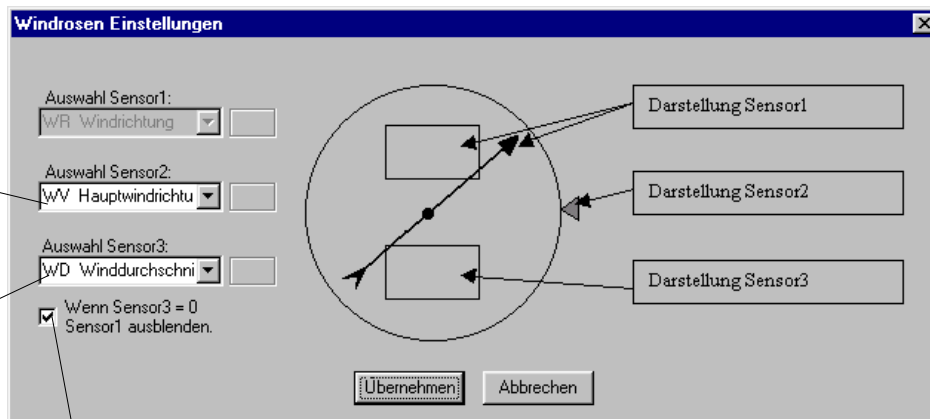 Windrosen Einstellungen
Auswahl Sensor1:
WR Windrichtung
Auswahl Sensor2:
WV Hauptwindrichtu
Auswahl Sensor3:
WD Winddurchschni
Wenn Sensor3 = 0
Sensor1 ausblenden.
Darstellung Sensor1
Darstellung Sensor2
Darstellung Sensor3
Übernehmen
Abbrechen